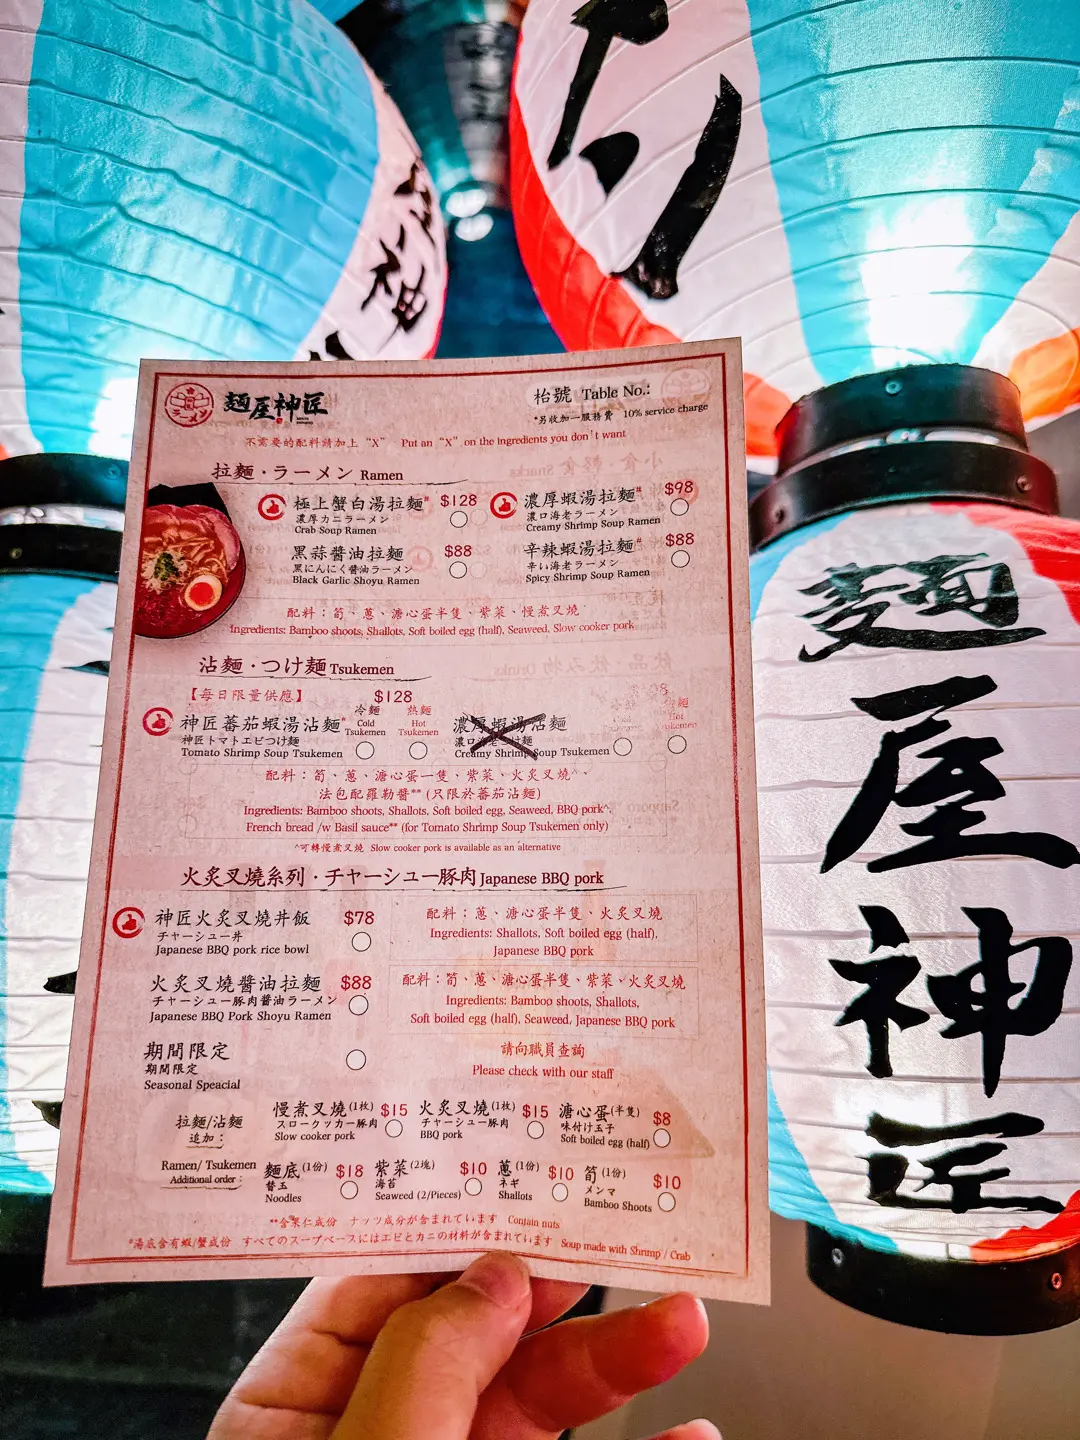 麺屋神匠
枱號 Table No.:
*另收加一服務費 10% service charge
不需要的配料請加上 “X” Put an “X” on the ingredients you don't want
拉麵・ラーメン Ramen
極上蟹白湯拉麵# $128
濃厚カニラーメン
Crab Soup Ramen
濃厚蝦湯拉麵# $98
濃口海老ラーメン
Creamy Shrimp Soup Ramen
黑蒜醬油拉麵 $88
黒にんにく醬油ラーメン
Black Garlic Shoyu Ramen
辛辣蝦湯拉麵# $88
辛い海老ラーメン
Spicy Shrimp Soup Ramen
配料：筍、蔥、溏心蛋半隻、紫菜、慢煮叉燒
Ingredients: Bamboo shoots, Shallots, Soft boiled egg (half), Seaweed, Slow cooker pork
沾麵・つけ麺 Tsukemen
【每日限量供應】 $128
冷麵 熱麵
Cold Tsukemen Hot Tsukemen
神匠蕃茄蝦湯沾麵#
神匠トマトエビつけ麺
Tomato Shrimp Soup Tsukemen
濃厚蝦湯沾麵
Creamy Shrimp Soup Tsukemen
配料：筍、蔥、溏心蛋一隻、紫菜、火炙叉燒^、
法包配羅勒醬** (只限於蕃茄沾麵)
Ingredients: Bamboo shoots, Shallots, Soft boiled egg, Seaweed, BBQ pork^,
French bread /w Basil sauce** (for Tomato Shrimp Soup Tsukemen only)
^可轉慢煮叉燒 Slow cooker pork is available as an alternative
火炙叉燒系列・チャーシュー豚肉 Japanese BBQ pork
神匠火炙叉燒丼飯 $78
チャーシュー丼
Japanese BBQ pork rice bowl
配料：蔥、溏心蛋半隻、火炙叉燒
Ingredients: Shallots, Soft boiled egg (half),
Japanese BBQ pork
火炙叉燒醬油拉麵 $88
チャーシュー豚肉醬油ラーメン
Japanese BBQ Pork Shoyu Ramen
配料：筍、蔥、溏心蛋半隻、紫菜、火炙叉燒
Ingredients: Bamboo shoots, Shallots,
Soft boiled egg (half), Seaweed, Japanese BBQ pork
期間限定
期間限定
Seasonal Speacial
請向職員查詢
Please check with our staff
拉麵/沾麵
追加：
Ramen/ Tsukemen
Additional order：
慢煮叉燒(1枚) $15
スロークッカー豚肉
Slow cooker pork
火炙叉燒(1枚) $15
チャーシュー豚肉
BBQ pork
溏心蛋(半隻) $8
味付け玉子
Soft boiled egg (half)
麵底(1份) $18
替玉
Noodles
紫菜(2塊) $10
海苔
Seaweed (2/Pieces)
蔥(1份) $10
ネギ
Shallots
筍(1份) $10
メンマ
Bamboo Shoots
**含果仁成份 ナッツ成分が含まれています Contain nuts
#湯底含有蝦/蟹成份 すべてのスープベースにはエビとカニの材料が含まれています Soup made with Shrimp / Crab
麺屋神匠